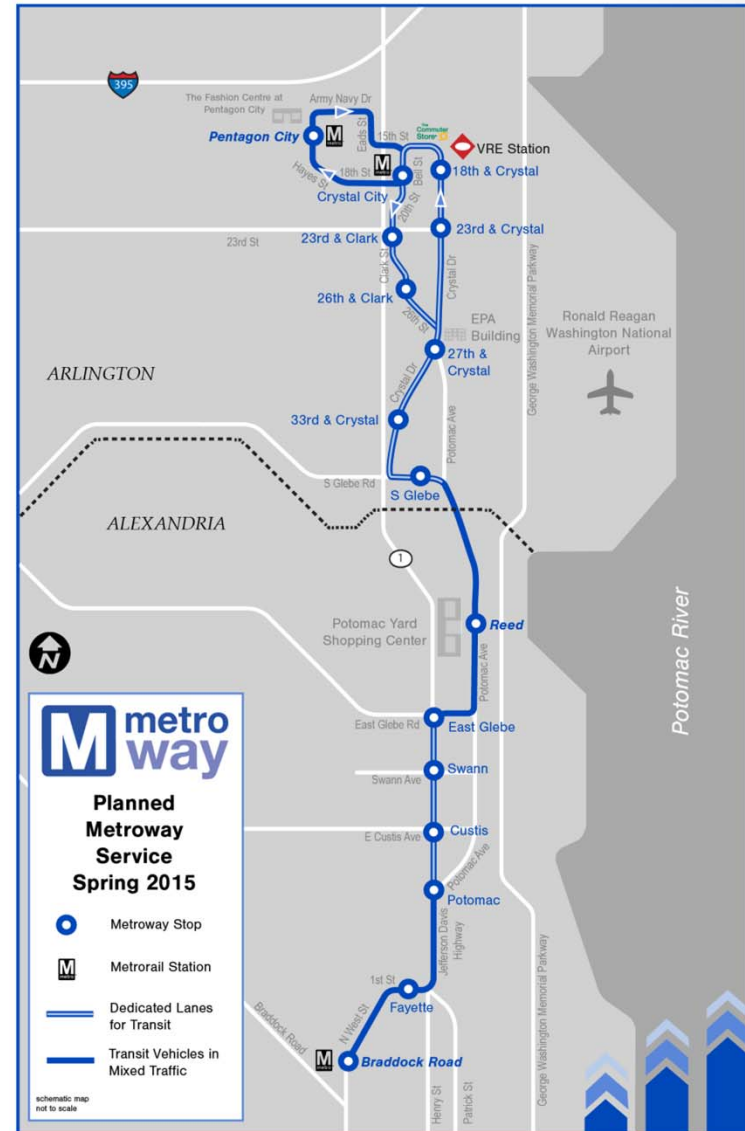 395
The Fashion Centre at
Pentagon City
Army Navy Dr
Eads St
15th St
The
Commuter
Store
Pentagon City
M
metro
VRE Station
Hayes St
18th St
M
metro
Bell St
18th & Crystal
Crystal City
20th St
23rd & Clark
23rd & Crystal
23rd St
Clark St
Crystal Dr
26th & Clark
26th St
EPA
Building
George Washington Memorial Parkway
Ronald Reagan
Washington National
Airport
27th &
Crystal
ARLINGTON
Crystal Dr
33rd & Crystal
Potomac Ave
S Glebe Rd
S Glebe
ALEXANDRIA
1
Potomac Yard
Shopping Center
Reed
Potomac Ave
Potomac River
N
East Glebe Rd
East Glebe
Swann
Swann Ave
Custis
E Custis Ave
Potomac Ave
Potomac
Jefferson Davis
Highway
1st St
Fayette
N West St
Braddock Road
M
metro
Braddock Road
Henry St
Patrick St
George Washington Memorial Parkway
M metro
way
Planned
Metroway
Service
Spring 2015
Metroway Stop
M
metro
Metrorail Station
Dedicated Lanes
for Transit
Transit Vehicles in
Mixed Traffic
schematic map
not to scale